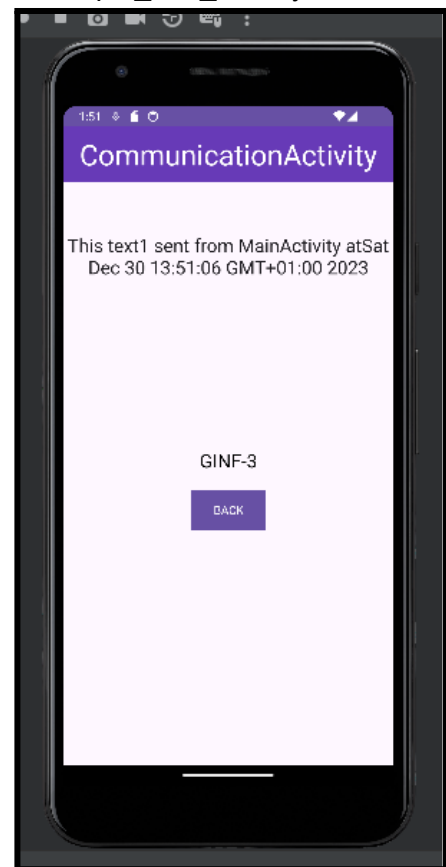 1:51
CommunicationActivity
This text1 sent from MainActivity atSat
Dec 30 13:51:06 GMT+01:00 2023
GINF-3
BACK